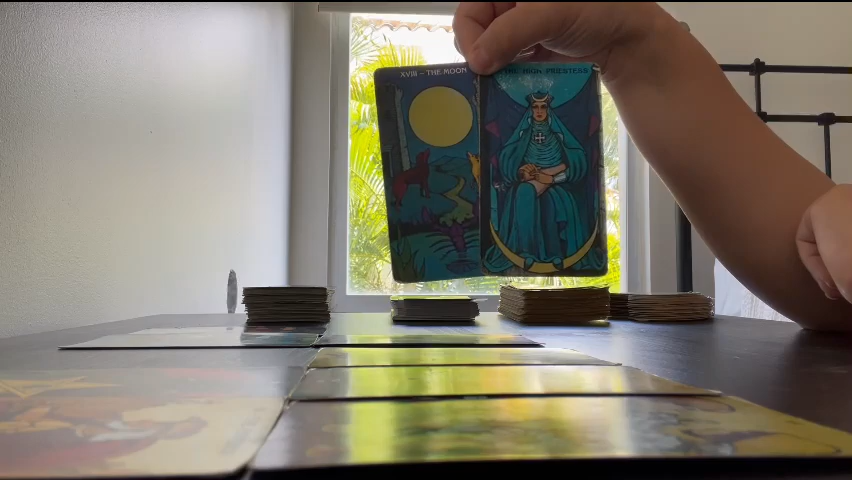 XVIII – THE MOON
THE HIGH PRIESTESS